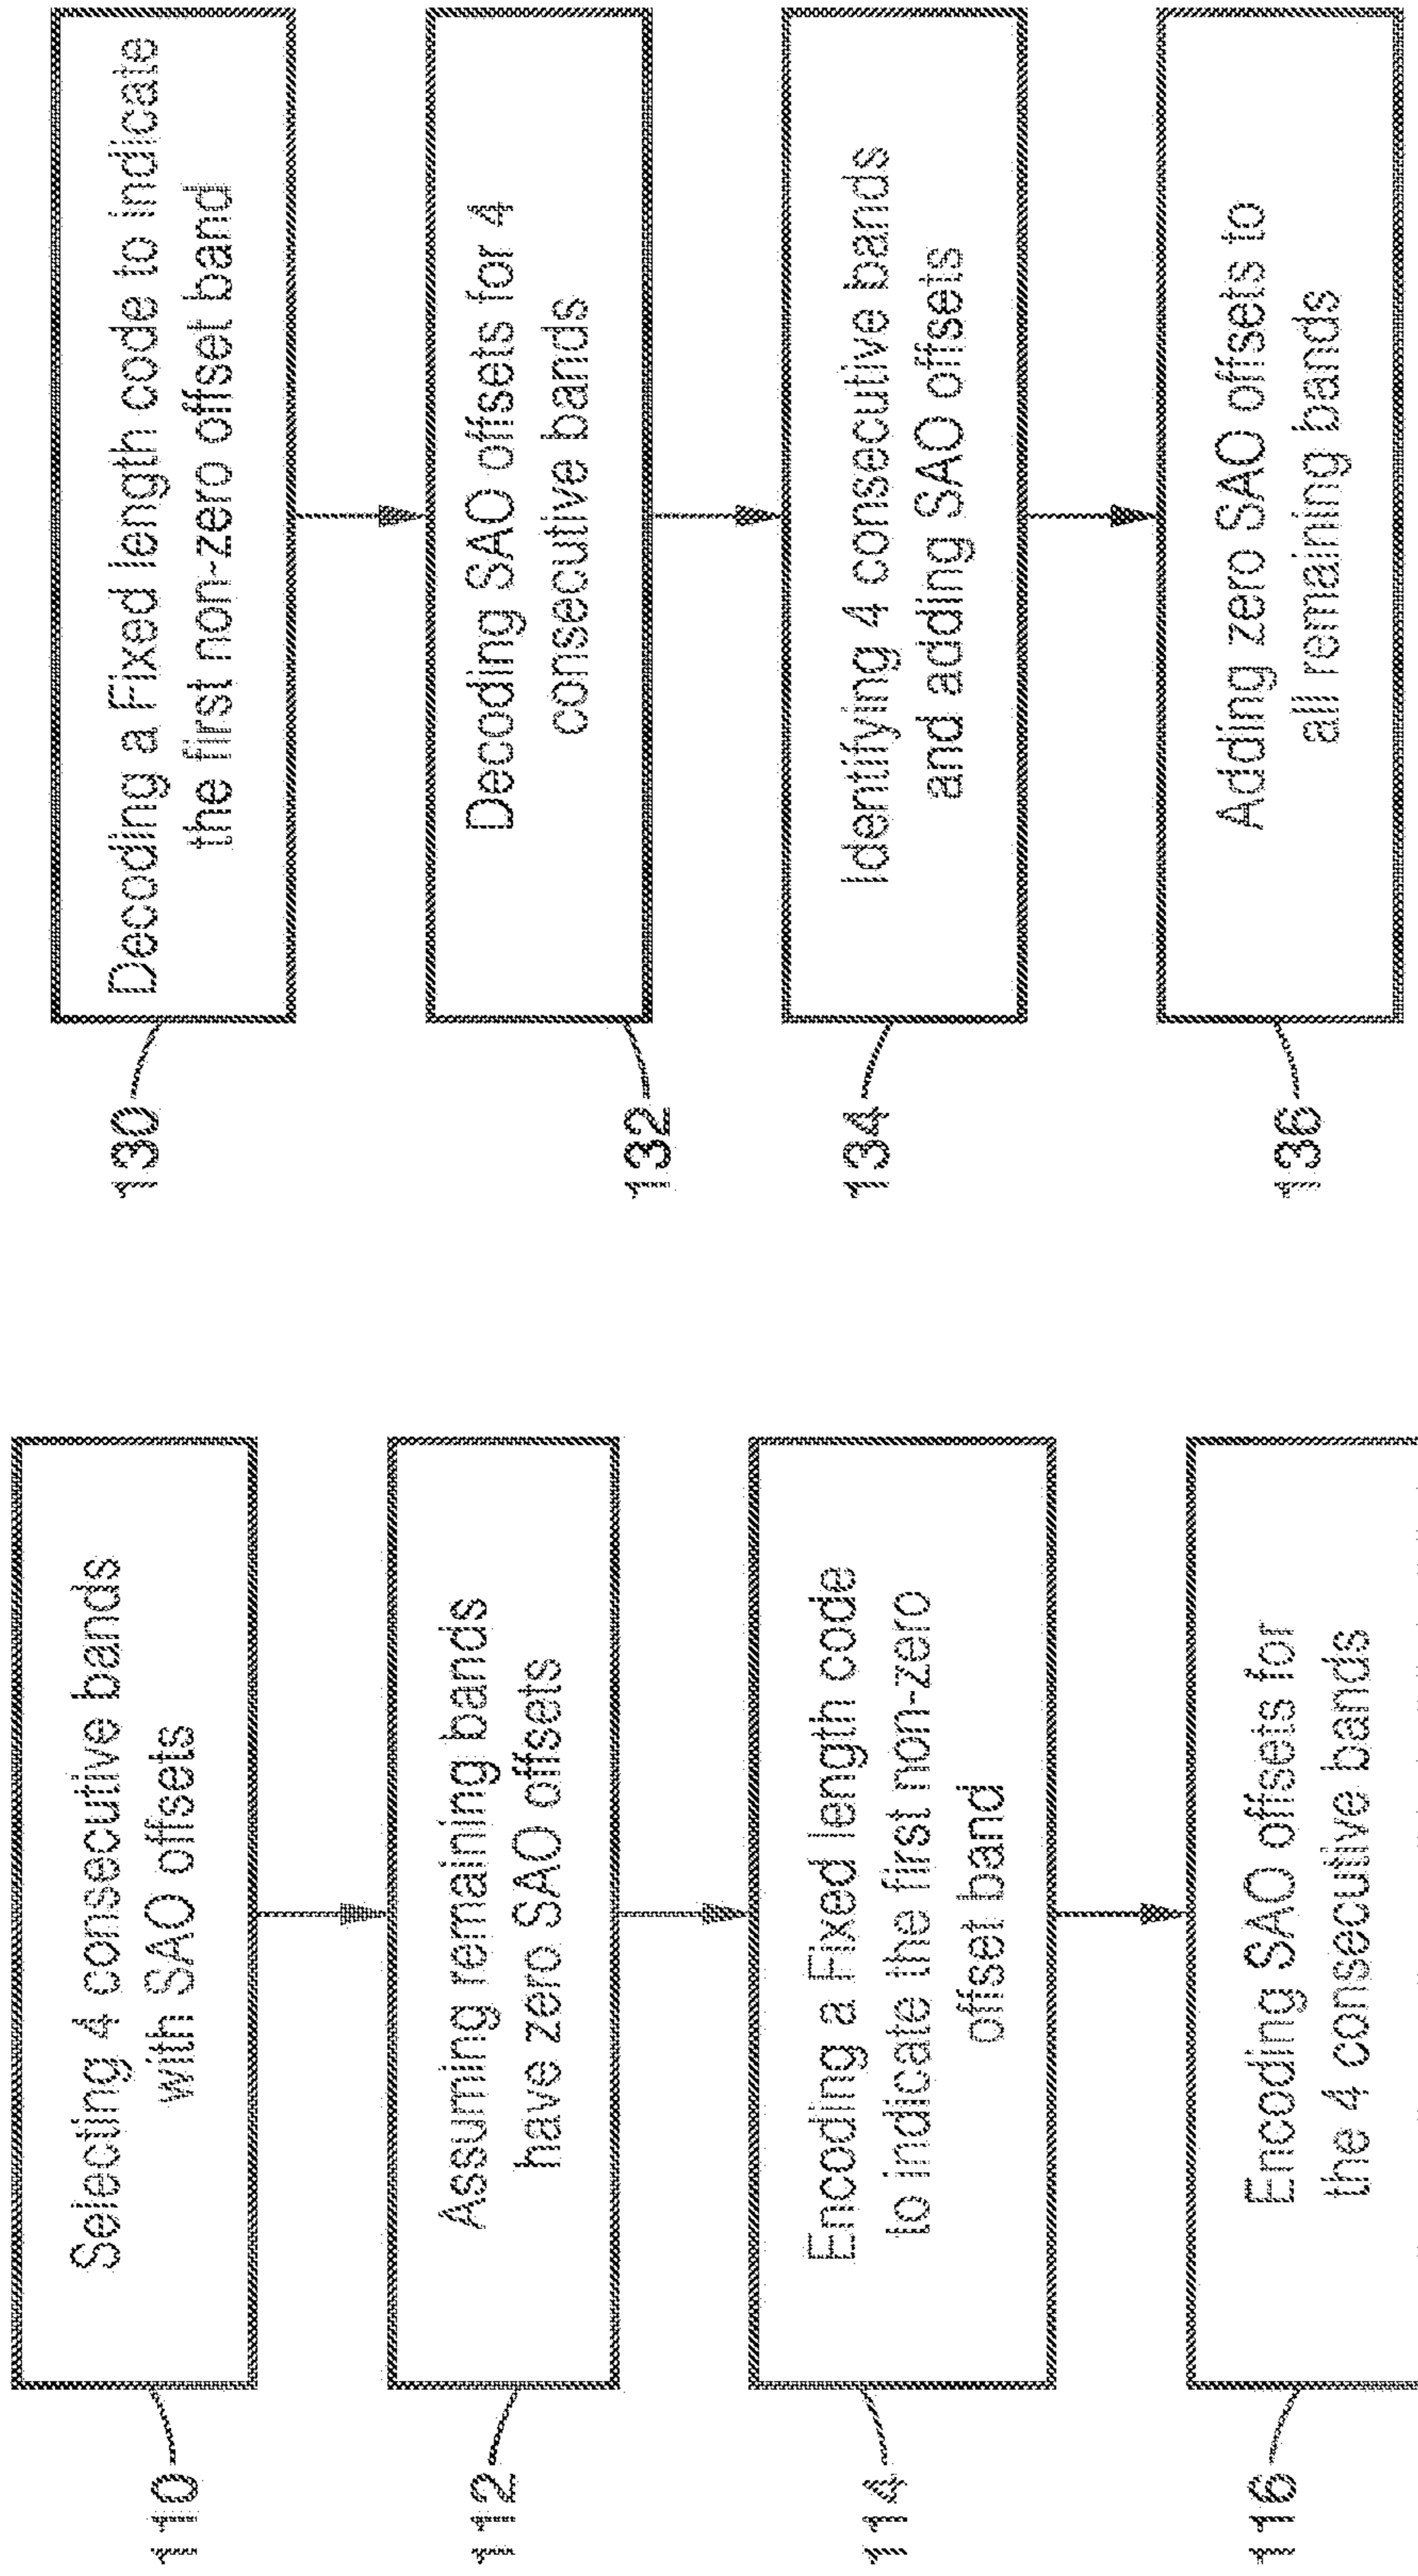 110
Selecting 4 consecutive bands
with SAO offsets
112
Assuming remaining bands
have zero SAO offsets
114
Encoding a Fixed length code
to indicate the first non-zero
offset band
116
Encoding SAO offsets for
the 4 consecutive bands
130
Decoding a Fixed length code to indicate
the first non-zero offset band
132
Decoding SAO offsets for 4
consecutive bands
134
Identifying 4 consecutive bands
and adding SAO offsets
136
Adding zero SAO offsets to
all remaining bands